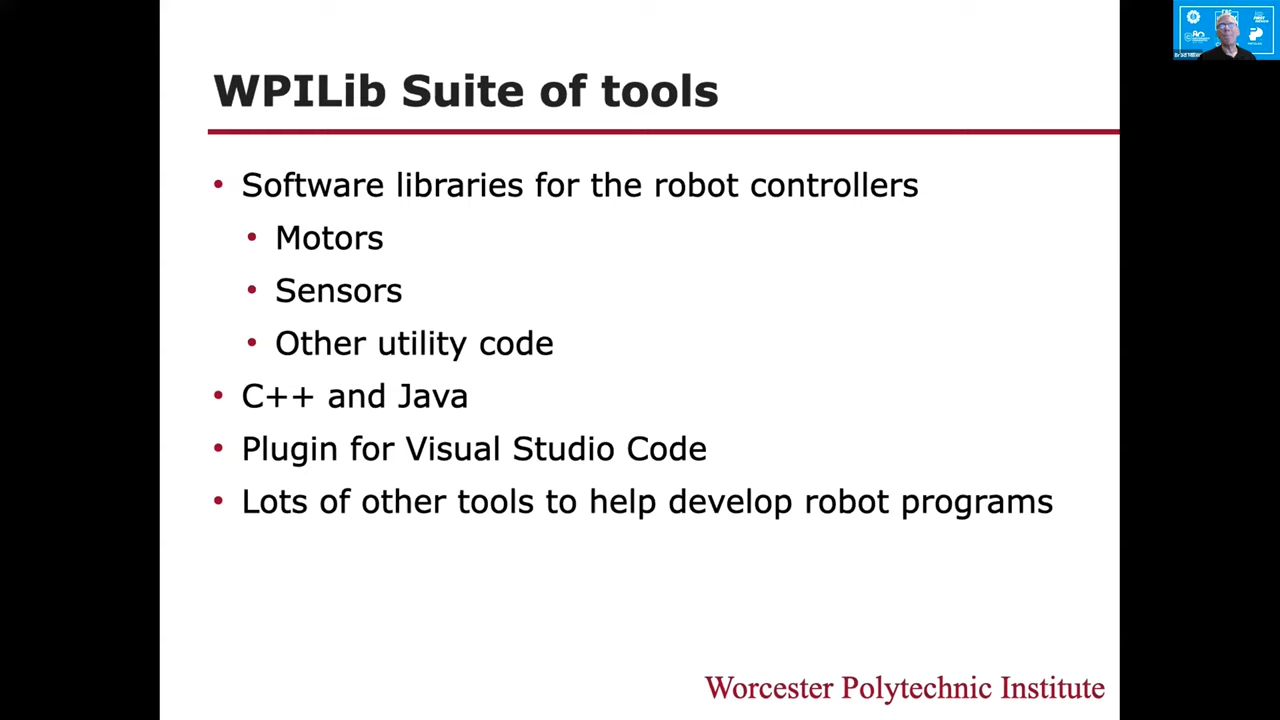 WPILib Suite of tools
• Software libraries for the robot controllers
• Motors
• Sensors
• Other utility code
• C++ and Java
• Plugin for Visual Studio Code
• Lots of other tools to help develop robot programs
Worcester Polytechnic Institute